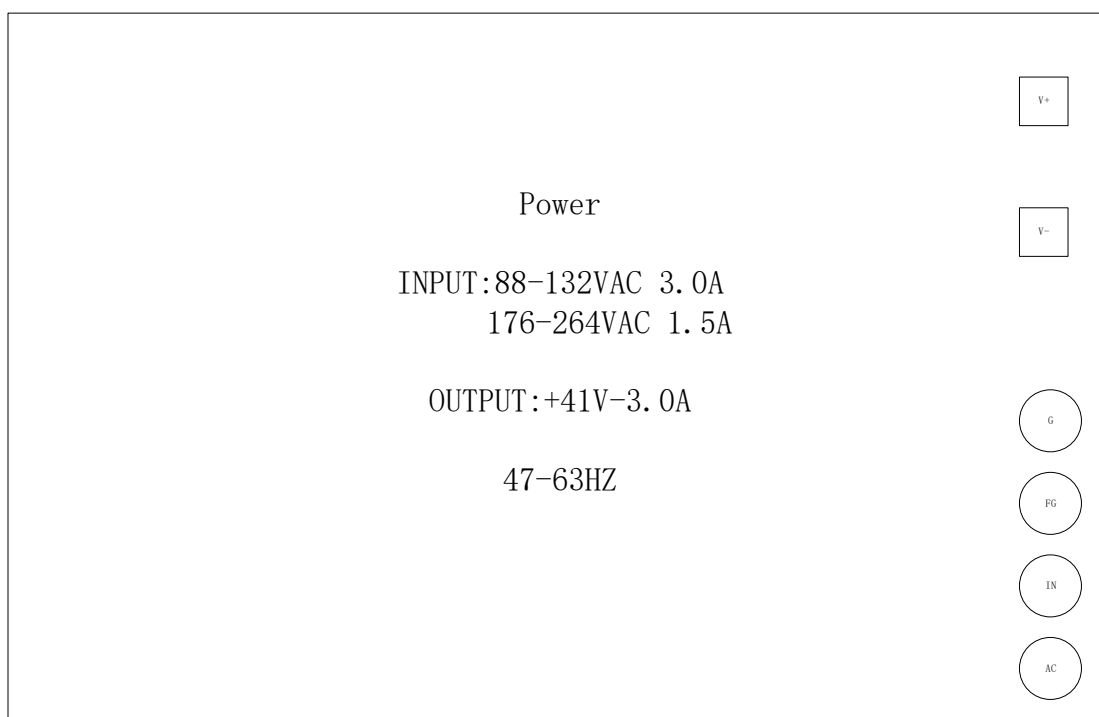 V+
Power
V-
INPUT:88-132VAC 3.0A
176-264VAC 1.5A
OUTPUT:+41V-3.0A
G
47-63HZ
FG
IN
AC